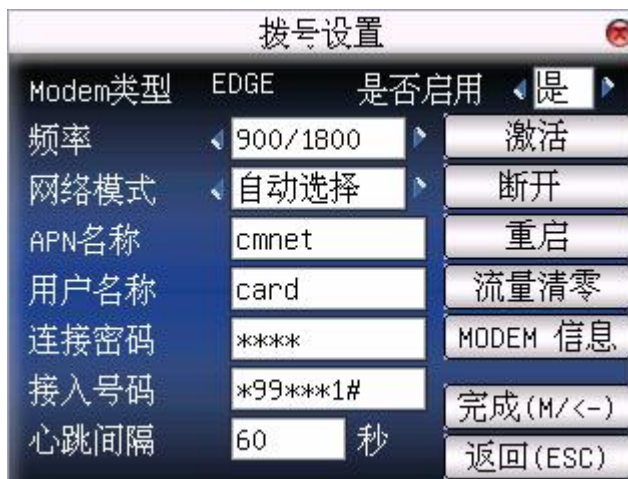 拨号设置
Modem类型 EDGE 是否启用 是
频率 900/1800 激活
网络模式 自动选择 断开
APN名称 cmnet 重启
用户名称 card 流量清零
连接密码 **** MODEM 信息
接入号码 *99***1#
完成(M/<-)
心跳间隔 60 秒
返回(ESC)